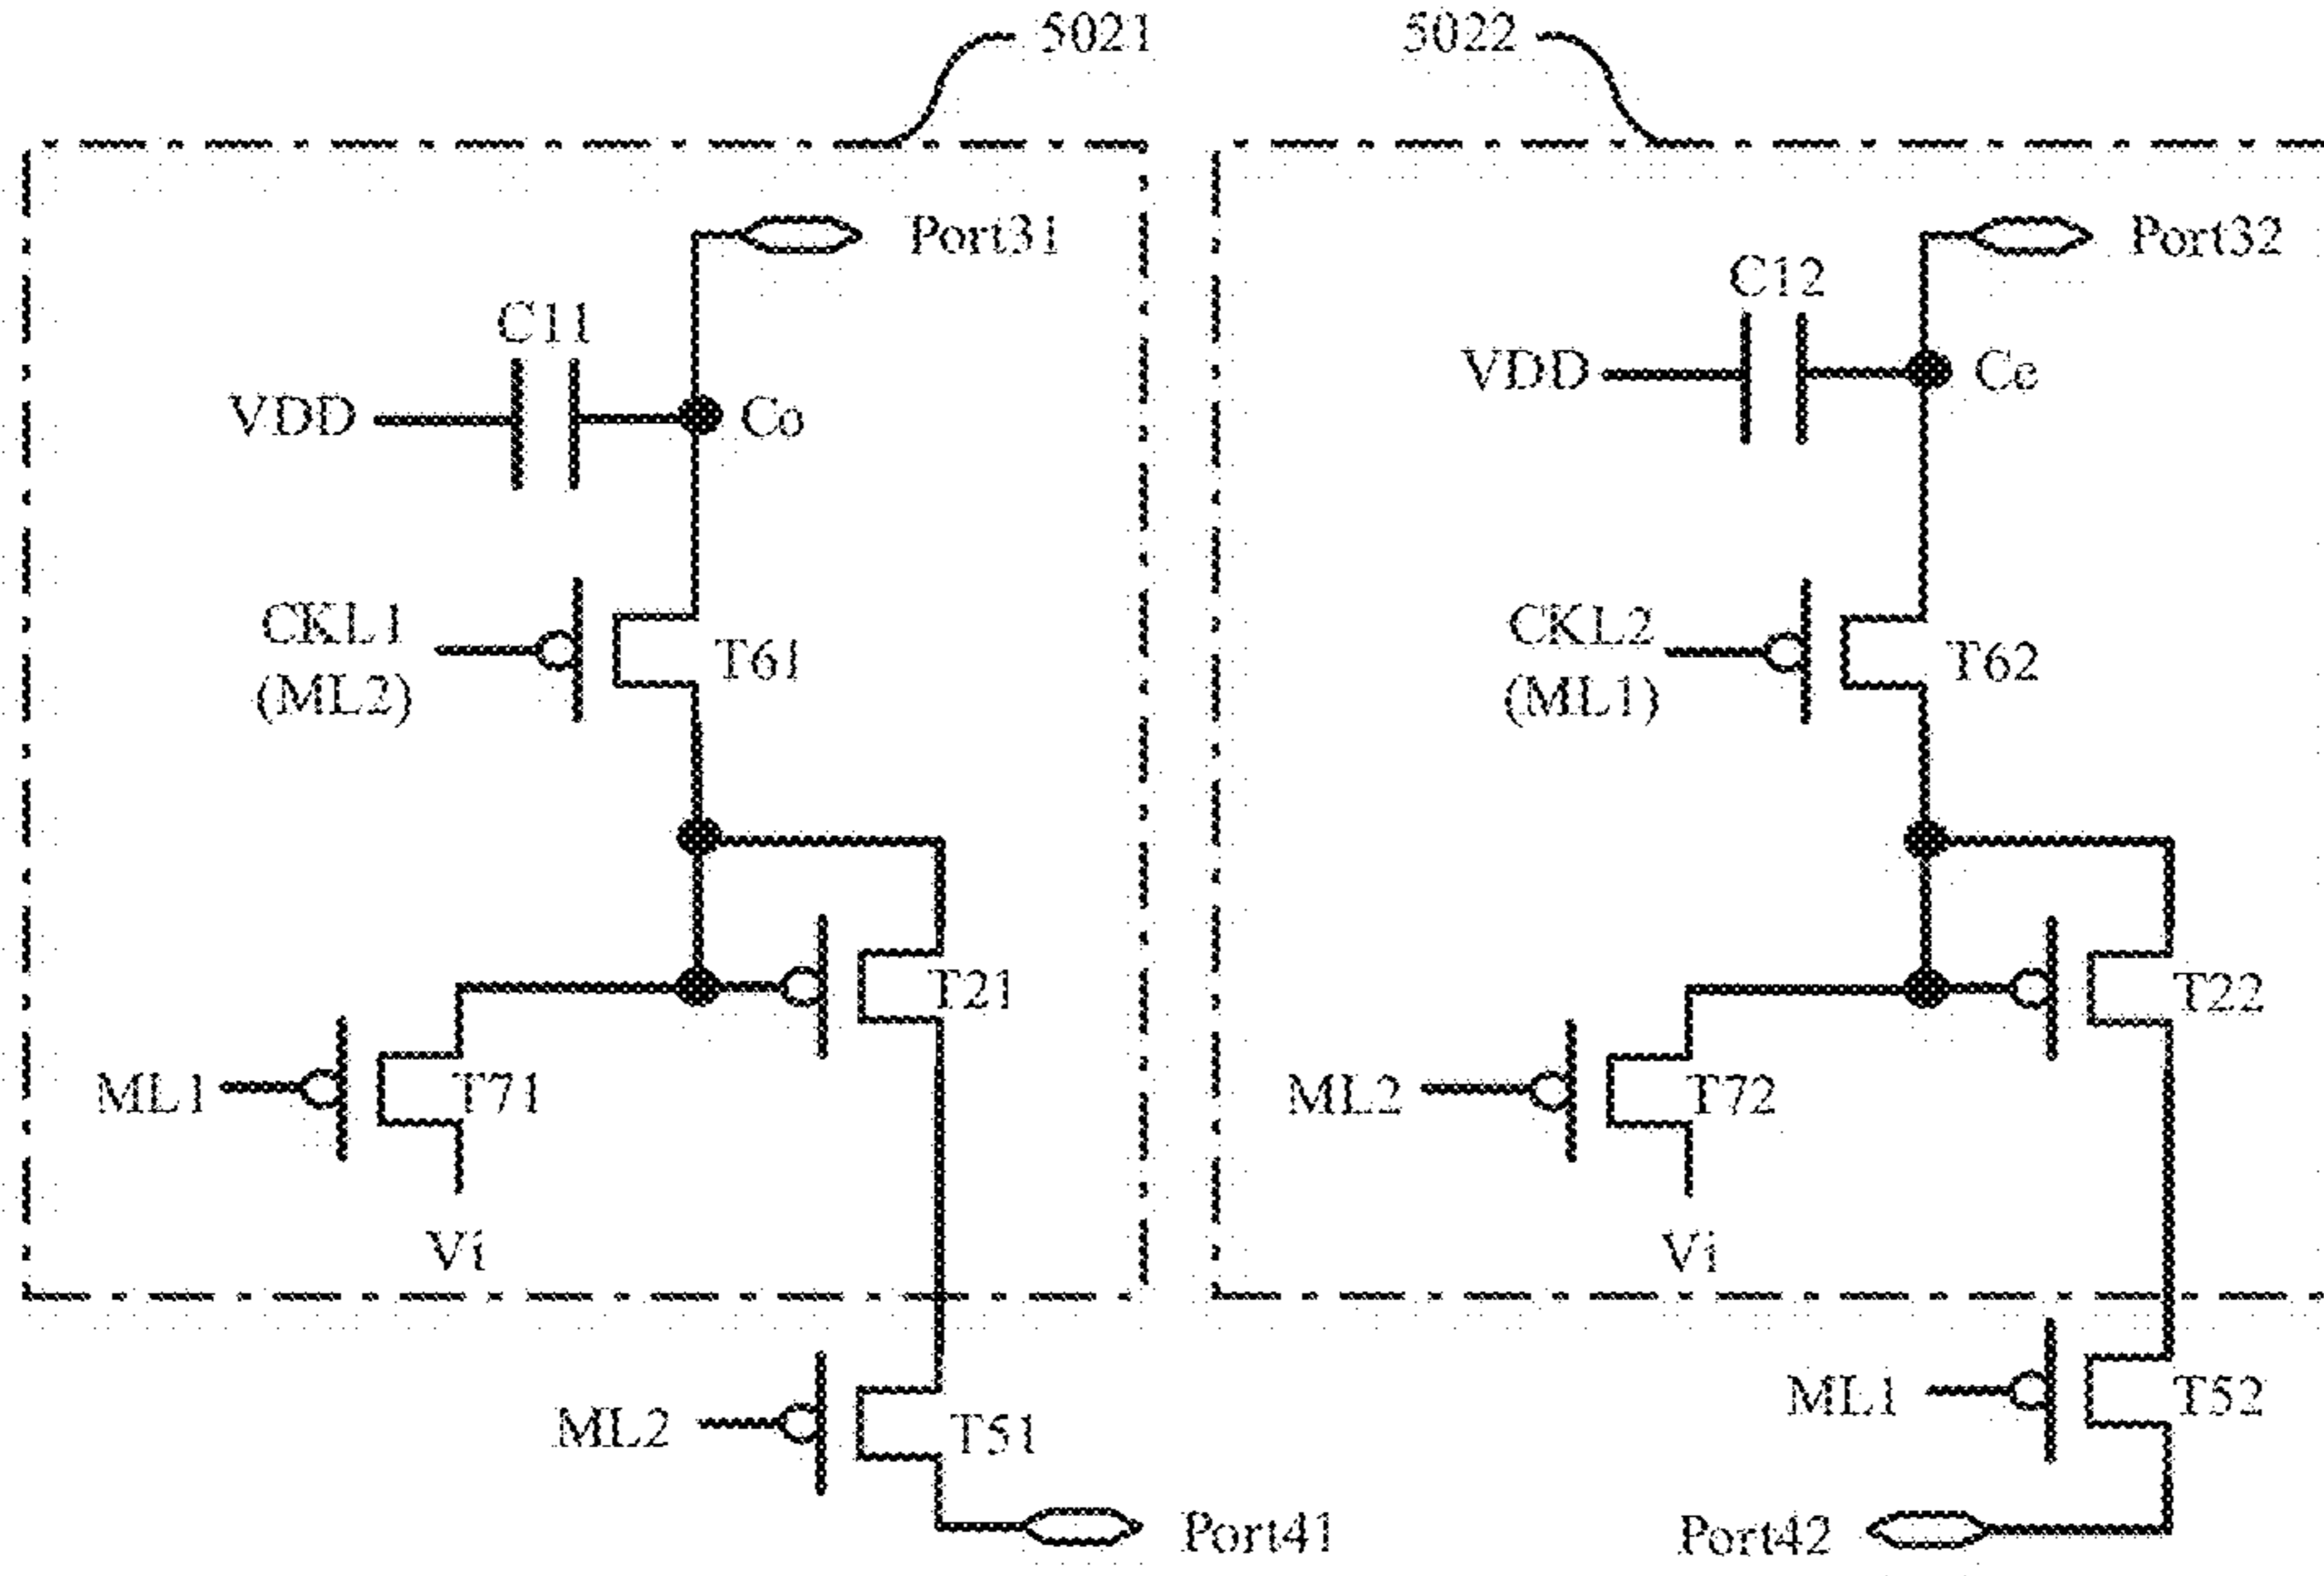 5021
5022
Port31
Port32
C11
C12
VDD
Co
VDD
Ce
CKL1
(ML2)
T61
CKL2
(ML1)
T62
T21
T22
ML1
T71
ML2
T72
Vi
Vi
ML2
T51
ML1
T52
Port41
Port42